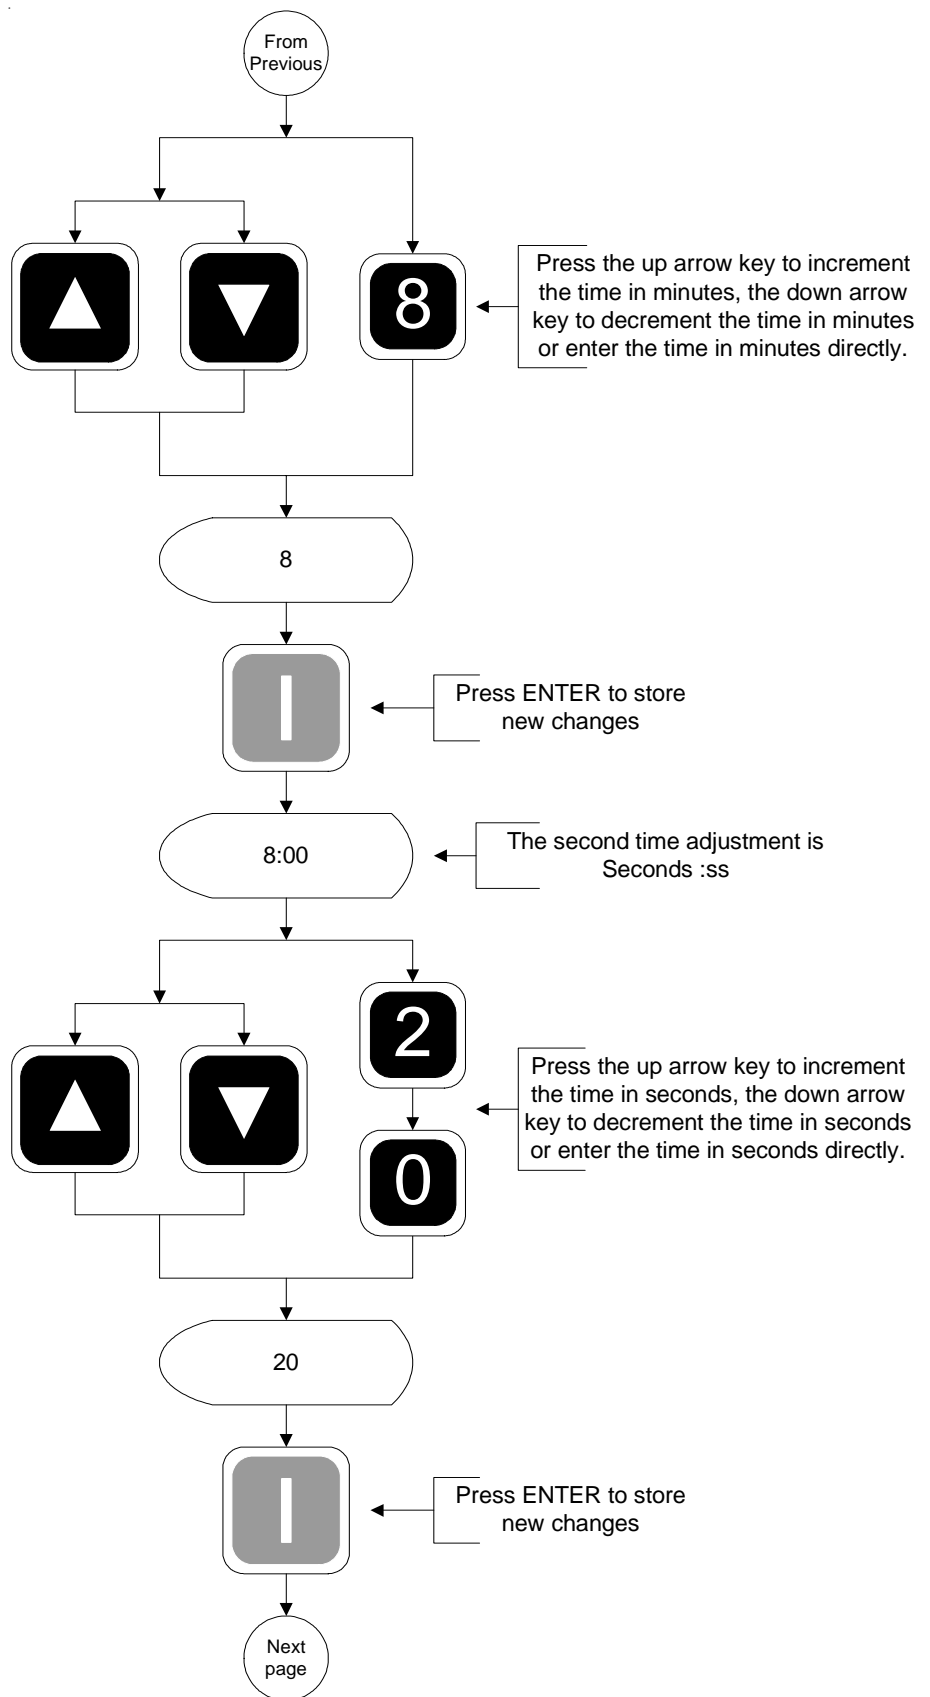 From
Previous
8
Press the up arrow key to increment
the time in minutes, the down arrow
key to decrement the time in minutes
or enter the time in minutes directly.
8
Press ENTER to store
new changes
8:00
The second time adjustment is
Seconds :ss
2
0
Press the up arrow key to increment
the time in seconds, the down arrow
key to decrement the time in seconds
or enter the time in seconds directly.
20
Press ENTER to store
new changes
Next
page